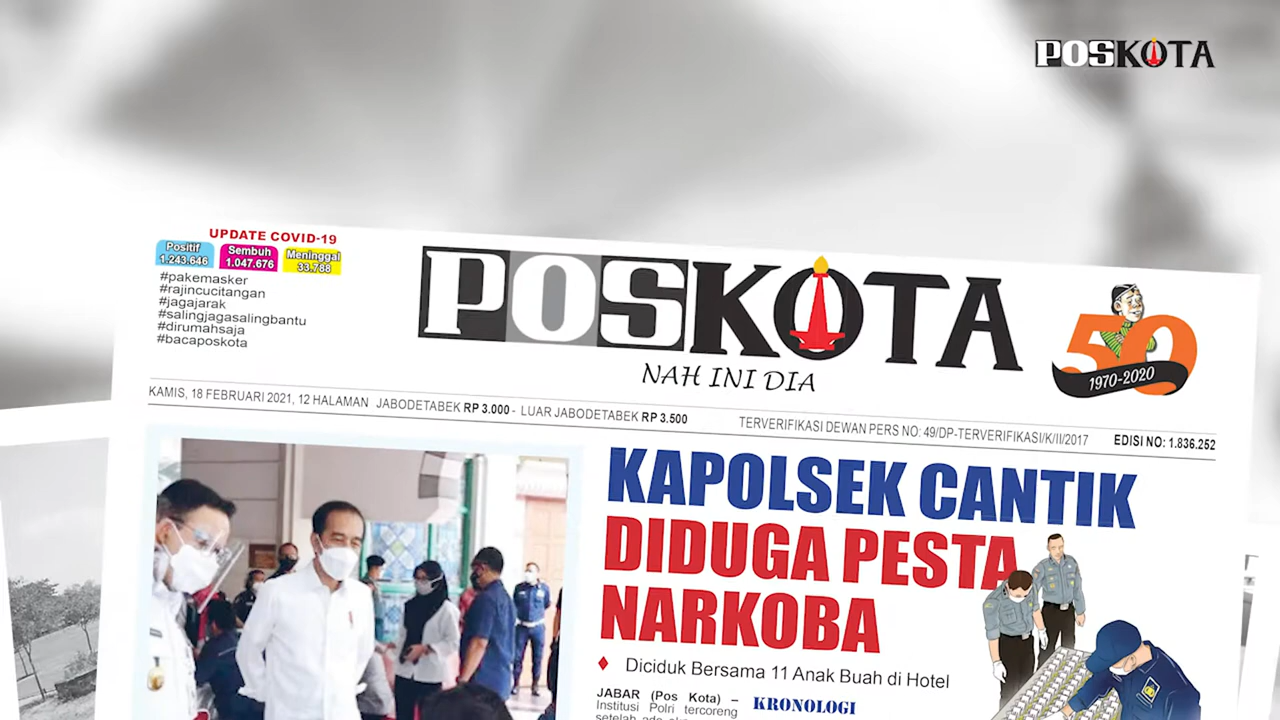 POSKOTA
UPDATE COVID-19
Positif
1.243.646
Sembuh
1.047.676
Meninggal
33.788
#pakemasker
#rajincucitangan
#jagajarak
#salingjagasalingbantu
#dirumahsaja
#bacaposkota
POSKOTA
NAH INI DIA
50
1970-2020
KAMIS, 18 FEBRUARI 2021, 12 HALAMAN JABODETABEK RP 3.000 - LUAR JABODETABEK RP 3.500
TERVERIFIKASI DEWAN PERS NO: 49/DP-TERVERIFIKASI/K/II/2017 EDISI NO: 1.836.252
KAPOLSEK CANTIK
DIDUGA PESTA
NARKOBA
Diciduk Bersama 11 Anak Buah di Hotel
JABAR (Pos Kota) –
Institusi Polri tercoreng
KRONOLOGI